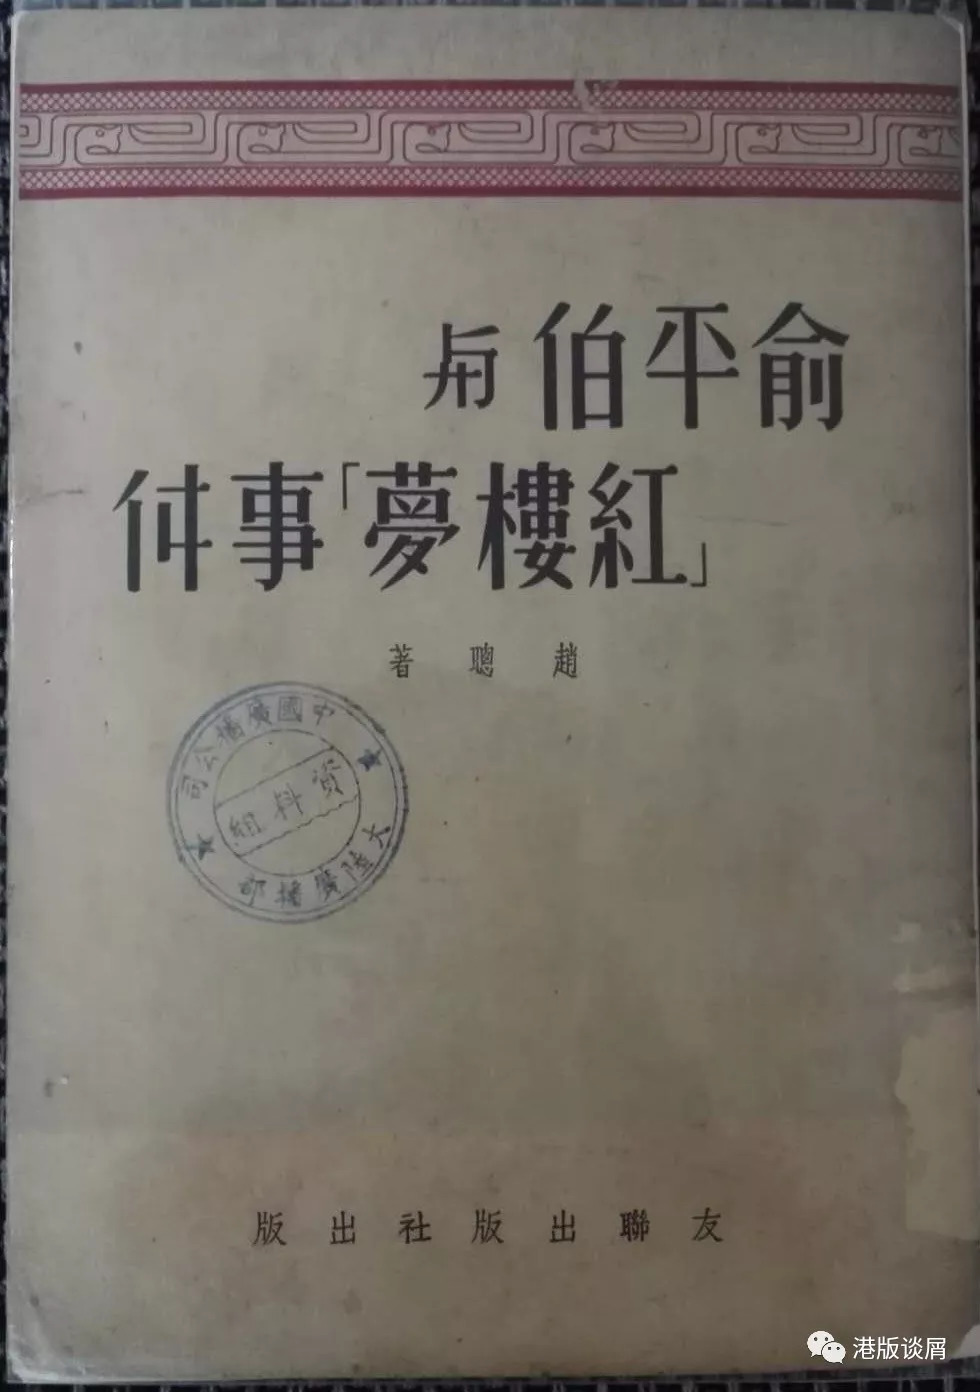 俞平伯与
「紅樓夢」事件
趙聰著
中國廣播公司
資料組
大陸廣播部
友聯出版社出版
港版谈屑